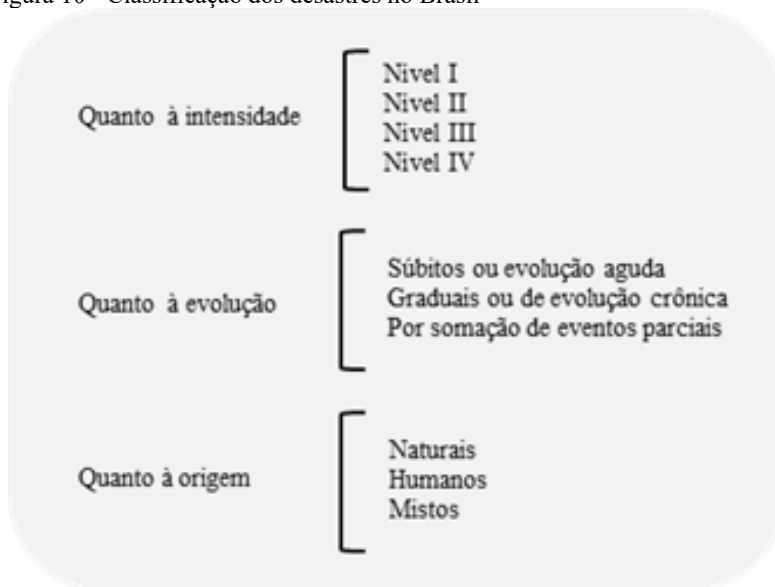 Figura 10 - Classificação dos desastres no Brasil
Quanto à intensidade
Nivel I
Nivel II
Nivel III
Nivel IV
Quanto à evolução
Súbitos ou evolução aguda
Graduais ou de evolução crônica
Por somação de eventos parciais
Quanto à origem
Naturais
Humanos
Mistos